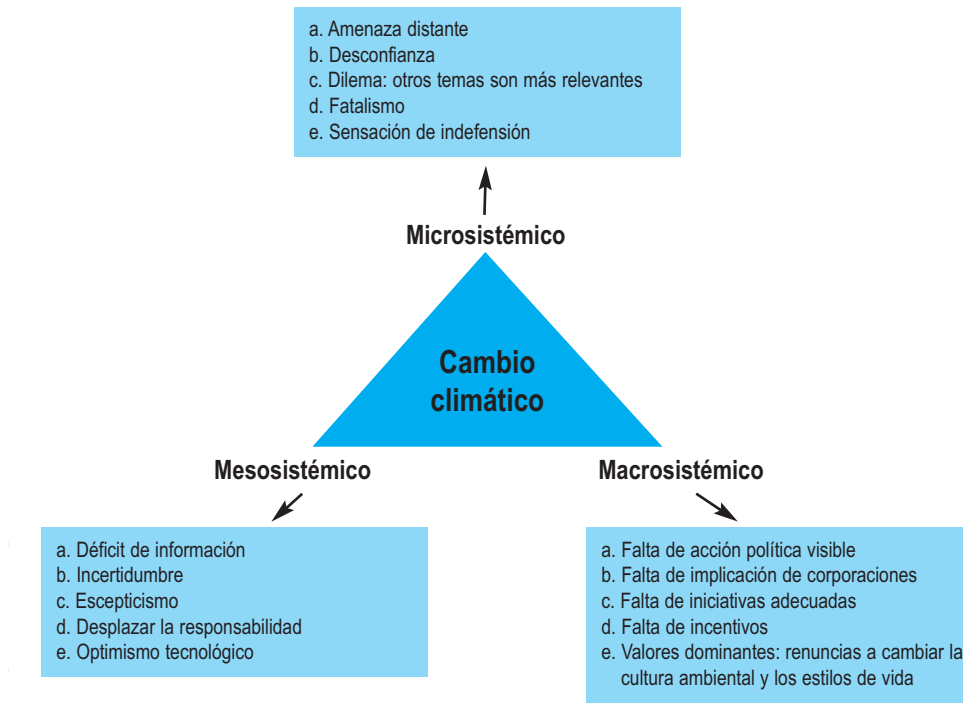 a. Amenaza distante
b. Desconfianza
c. Dilema: otros temas son más relevantes
d. Fatalismo
e. Sensación de indefensión
Microsistémico
Cambio
climático
Mesosistémico
Macrosistémico
a. Déficit de información
b. Incertidumbre
c. Escepticismo
d. Desplazar la responsabilidad
e. Optimismo tecnológico
a. Falta de acción política visible
b. Falta de implicación de corporaciones
c. Falta de iniciativas adecuadas
d. Falta de incentivos
e. Valores dominantes: renuncias a cambiar la
cultura ambiental y los estilos de vida